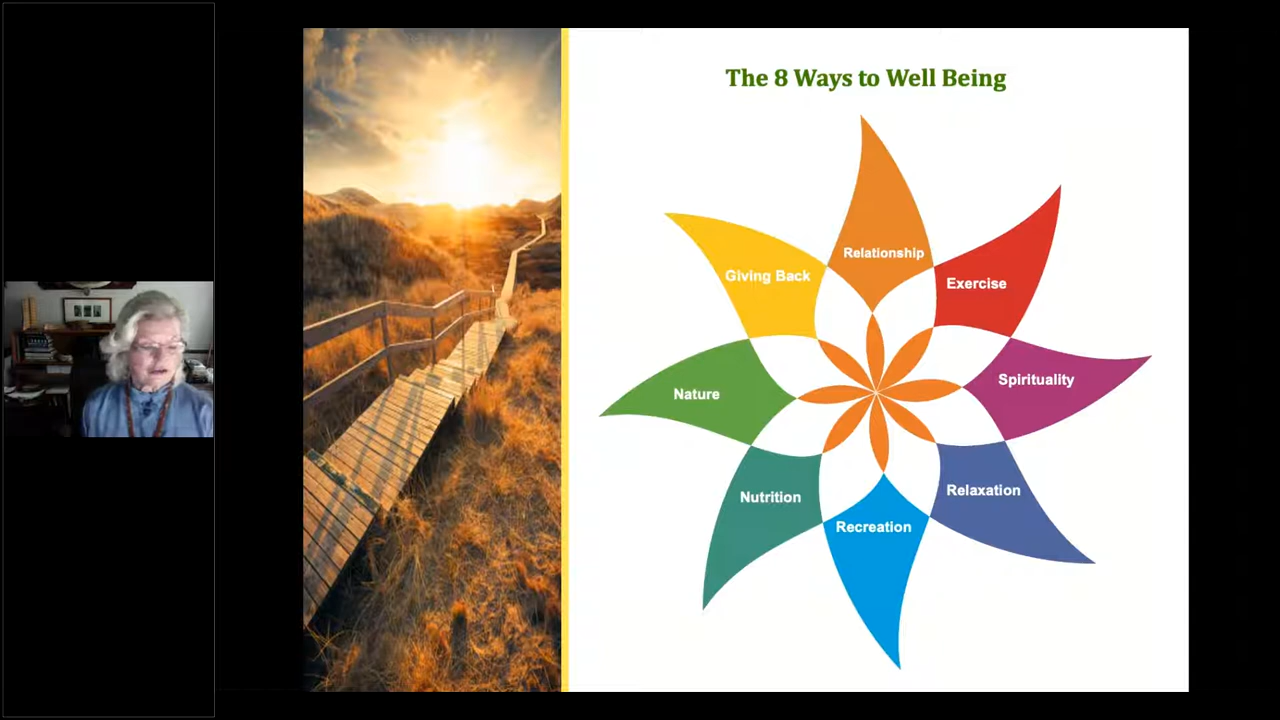 The 8 Ways to Well Being
Relationship
Exercise
Spirituality
Relaxation
Recreation
Nutrition
Nature
Giving Back